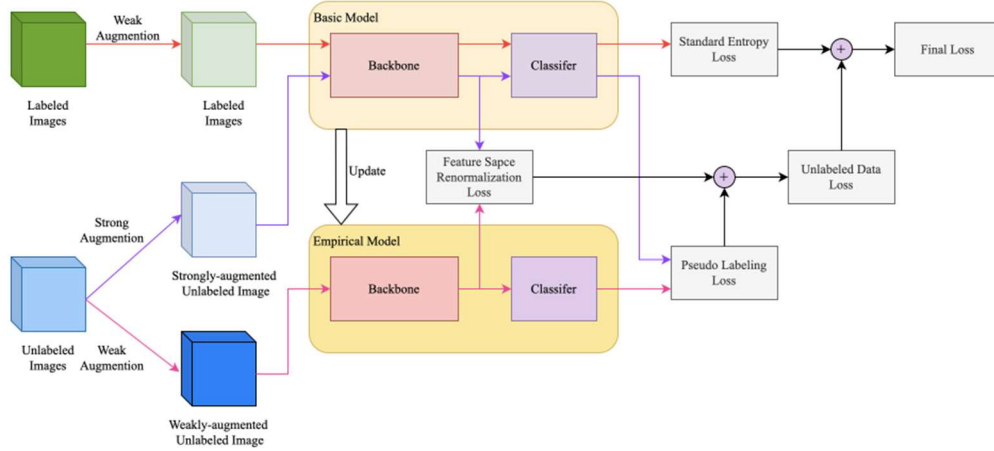 Weak
Augmention
Labeled
Images
Labeled
Images
Basic Model
Backbone
Classifer
Standard Entropy
Loss
+
Final Loss
Update
Feature Sapce
Renormalization
Loss
+
Unlabeled Data
Loss
Strong
Augmention
Strongly-augmented
Unlabeled Image
Empirical Model
Backbone
Classifer
Pseudo Labeling
Loss
Unlabeled
Images
Weak
Augmention
Weakly-augmented
Unlabeled Image